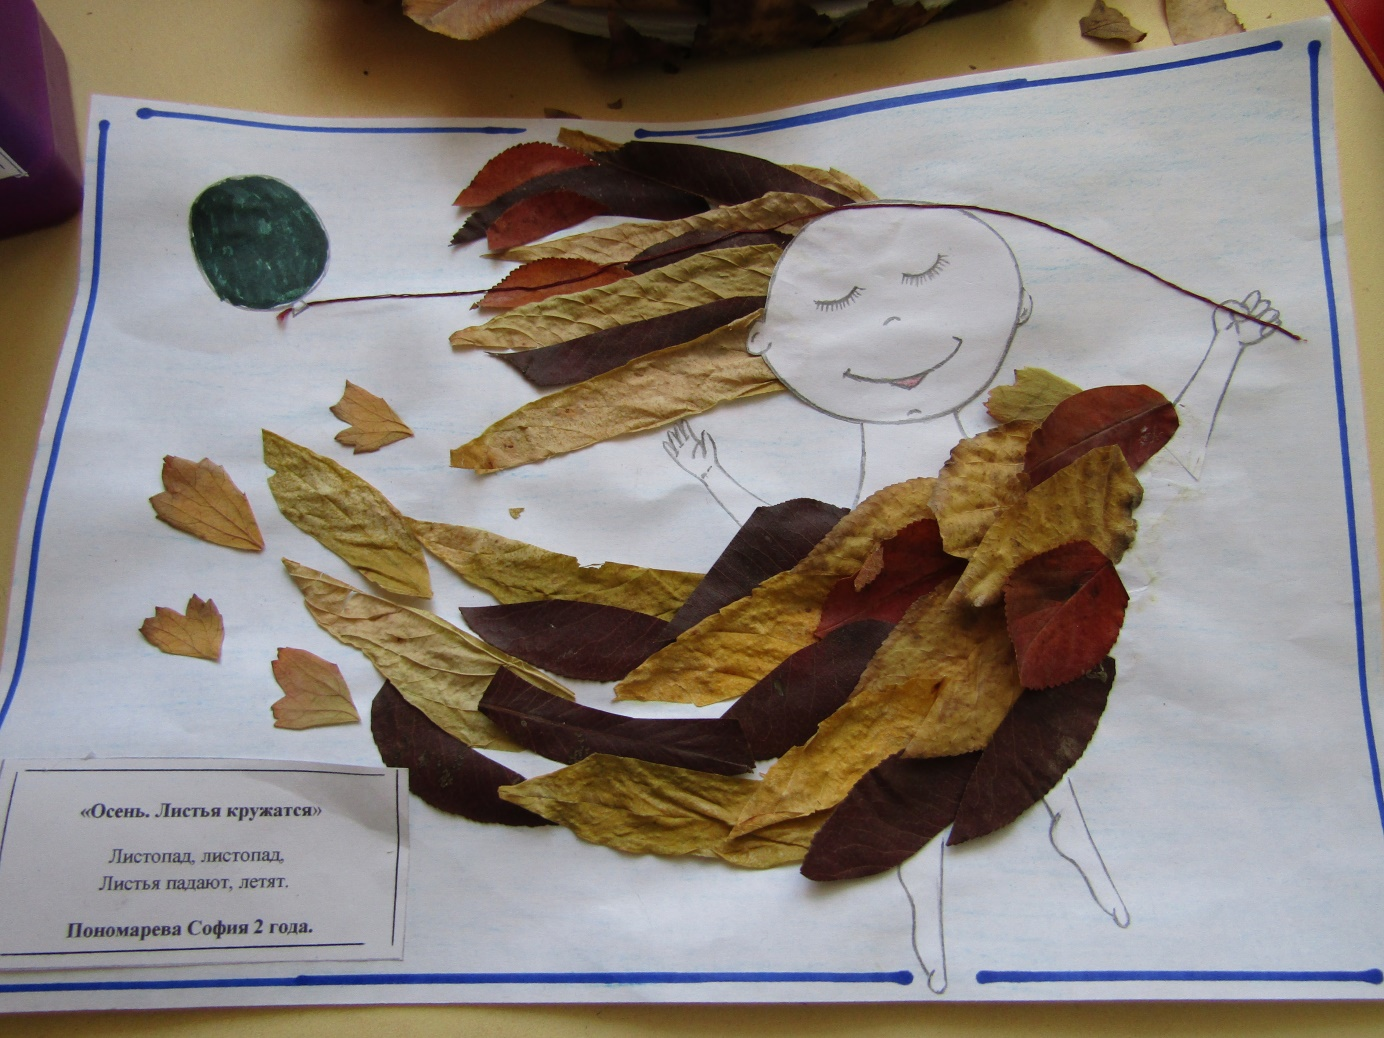 «Осень. Листья кружатся»
Листопад, листопад,
Листья падают, летят.
Пономарева София 2 года.